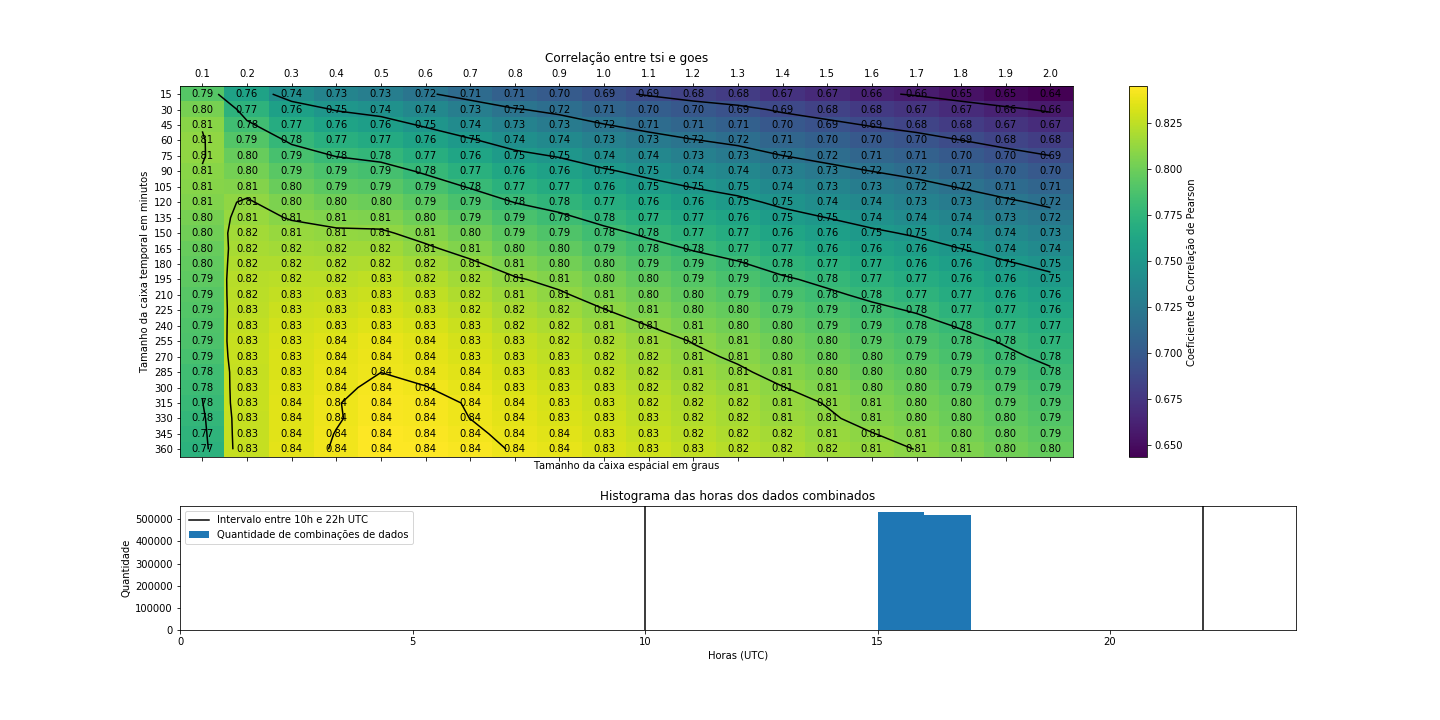 Correlação entre tsi e goes
0.1 0.2 0.3 0.4 0.5 0.6 0.7 0.8 0.9 1.0 1.1 1.2 1.3 1.4 1.5 1.6 1.7 1.8 1.9 2.0
15 0.79 0.76 0.74 0.73 0.73 0.72 0.71 0.71 0.70 0.69 0.69 0.68 0.68 0.67 0.67 0.66 0.66 0.65 0.65 0.64
30 0.80 0.77 0.76 0.75 0.74 0.74 0.73 0.72 0.72 0.71 0.70 0.70 0.69 0.69 0.68 0.68 0.67 0.67 0.66 0.66
45 0.81 0.78 0.77 0.76 0.76 0.75 0.74 0.73 0.73 0.72 0.71 0.71 0.71 0.70 0.69 0.69 0.68 0.68 0.67 0.67
60 0.81 0.79 0.78 0.77 0.77 0.76 0.75 0.74 0.74 0.73 0.73 0.72 0.72 0.71 0.70 0.70 0.70 0.69 0.68 0.68
75 0.81 0.80 0.79 0.78 0.78 0.77 0.76 0.75 0.75 0.74 0.74 0.73 0.73 0.72 0.72 0.71 0.71 0.70 0.70 0.69
90 0.81 0.80 0.79 0.79 0.79 0.78 0.77 0.76 0.76 0.75 0.75 0.74 0.74 0.73 0.73 0.72 0.72 0.71 0.70 0.70
105 0.81 0.81 0.80 0.79 0.79 0.79 0.78 0.77 0.77 0.76 0.75 0.75 0.75 0.74 0.73 0.73 0.72 0.72 0.71 0.71
120 0.81 0.81 0.80 0.80 0.80 0.79 0.79 0.78 0.78 0.77 0.76 0.76 0.75 0.75 0.74 0.74 0.73 0.73 0.72 0.72
135 0.80 0.81 0.81 0.81 0.81 0.80 0.79 0.79 0.78 0.78 0.77 0.77 0.76 0.75 0.75 0.74 0.74 0.73 0.73 0.72
150 0.80 0.82 0.81 0.81 0.81 0.81 0.80 0.79 0.79 0.78 0.78 0.77 0.77 0.76 0.76 0.75 0.75 0.74 0.74 0.73
165 0.80 0.82 0.82 0.82 0.82 0.81 0.81 0.80 0.80 0.79 0.78 0.78 0.77 0.77 0.76 0.76 0.76 0.75 0.74 0.74
180 0.80 0.82 0.82 0.82 0.82 0.82 0.81 0.81 0.80 0.80 0.79 0.79 0.78 0.78 0.77 0.77 0.76 0.76 0.75 0.75
195 0.79 0.82 0.82 0.82 0.83 0.82 0.82 0.81 0.81 0.80 0.80 0.79 0.79 0.78 0.78 0.77 0.77 0.76 0.76 0.75
210 0.79 0.82 0.83 0.83 0.83 0.83 0.82 0.81 0.81 0.81 0.80 0.80 0.79 0.79 0.78 0.78 0.77 0.77 0.76 0.76
225 0.79 0.83 0.83 0.83 0.83 0.83 0.82 0.82 0.82 0.81 0.81 0.80 0.80 0.79 0.79 0.78 0.78 0.77 0.77 0.76
240 0.79 0.83 0.83 0.83 0.83 0.83 0.83 0.82 0.82 0.81 0.81 0.81 0.80 0.80 0.79 0.79 0.78 0.78 0.77 0.77
255 0.79 0.83 0.83 0.84 0.84 0.83 0.83 0.82 0.82 0.82 0.81 0.81 0.81 0.80 0.80 0.79 0.79 0.78 0.78 0.77
270 0.79 0.83 0.83 0.84 0.84 0.84 0.83 0.83 0.83 0.82 0.82 0.81 0.81 0.80 0.80 0.80 0.79 0.79 0.78 0.78
285 0.78 0.83 0.83 0.84 0.84 0.84 0.83 0.83 0.83 0.82 0.82 0.82 0.81 0.81 0.80 0.80 0.80 0.79 0.79 0.78
300 0.78 0.83 0.83 0.84 0.84 0.84 0.84 0.83 0.83 0.82 0.82 0.82 0.81 0.81 0.81 0.80 0.80 0.79 0.79 0.79
315 0.78 0.83 0.84 0.84 0.84 0.84 0.84 0.83 0.83 0.83 0.82 0.82 0.82 0.81 0.81 0.81 0.80 0.80 0.79 0.79
330 0.78 0.83 0.84 0.84 0.84 0.84 0.84 0.84 0.83 0.83 0.82 0.82 0.82 0.81 0.81 0.81 0.80 0.80 0.80 0.79
345 0.77 0.83 0.84 0.84 0.84 0.84 0.84 0.84 0.83 0.83 0.83 0.82 0.82 0.82 0.81 0.81 0.81 0.80 0.80 0.79
360 0.77 0.83 0.84 0.84 0.84 0.84 0.84 0.84 0.84 0.83 0.83 0.82 0.82 0.82 0.82 0.81 0.81 0.81 0.80 0.80
Tamanho da caixa temporal em minutos
Tamanho da caixa espacial em graus
0.825
0.800
0.775
0.750
0.725
0.700
0.675
0.650
Coeficiente de Correlação de Pearson
Histograma das horas dos dados combinados
Intervalo entre 10h e 22h UTC
Quantidade de combinações de dados
500000
400000
300000
200000
100000
0
Quantidade
0 5 10 15 20
Horas (UTC)